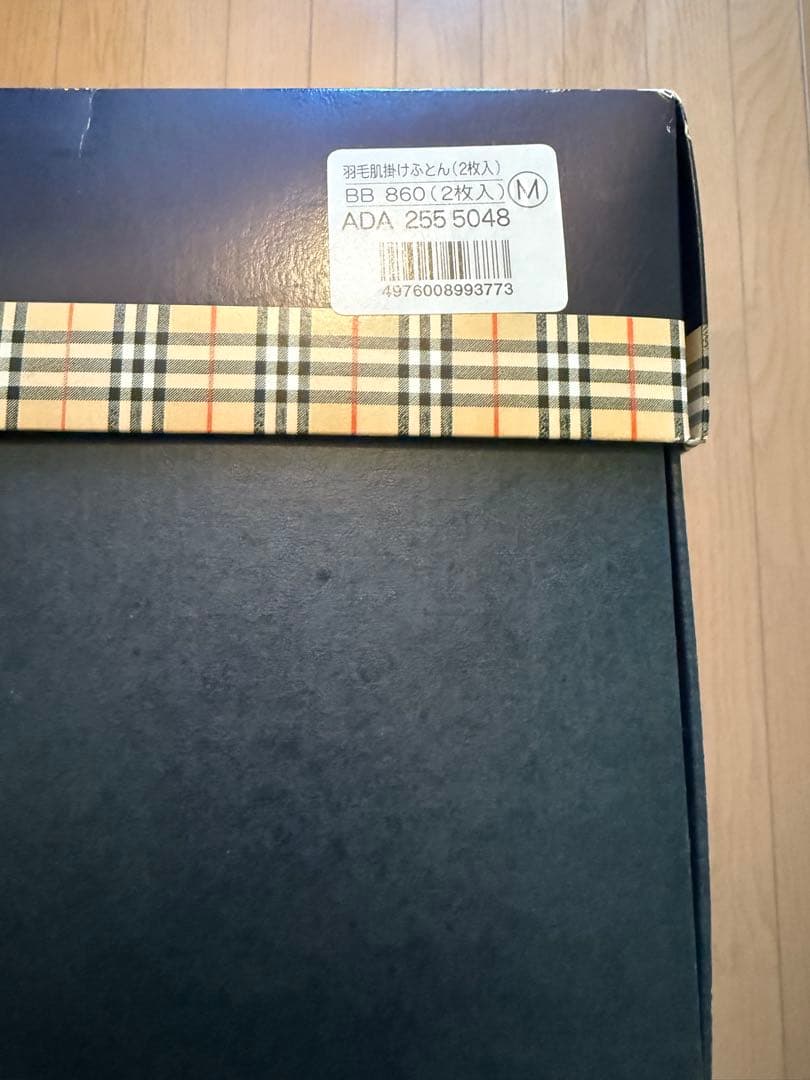 羽毛肌掛けふとん(2枚入)
BB 860(2枚入) M
ADA 255 5048
4976008993773